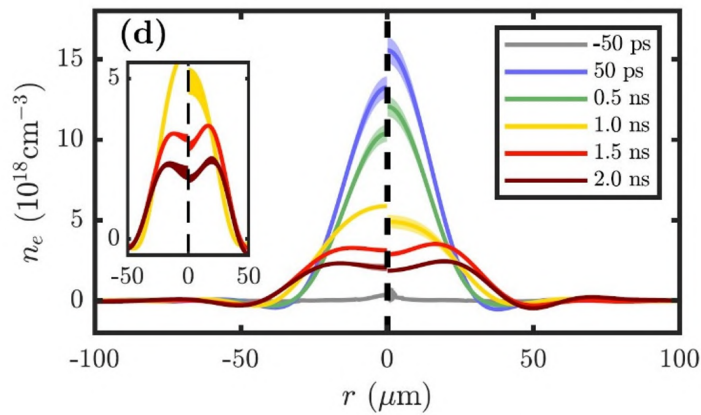 (d)
15
10
5
0
n_e (10^18 cm^−3)
5
0
-50 0 50
-50 ps
50 ps
0.5 ns
1.0 ns
1.5 ns
2.0 ns
-100 -50 0 50 100
r (μm)